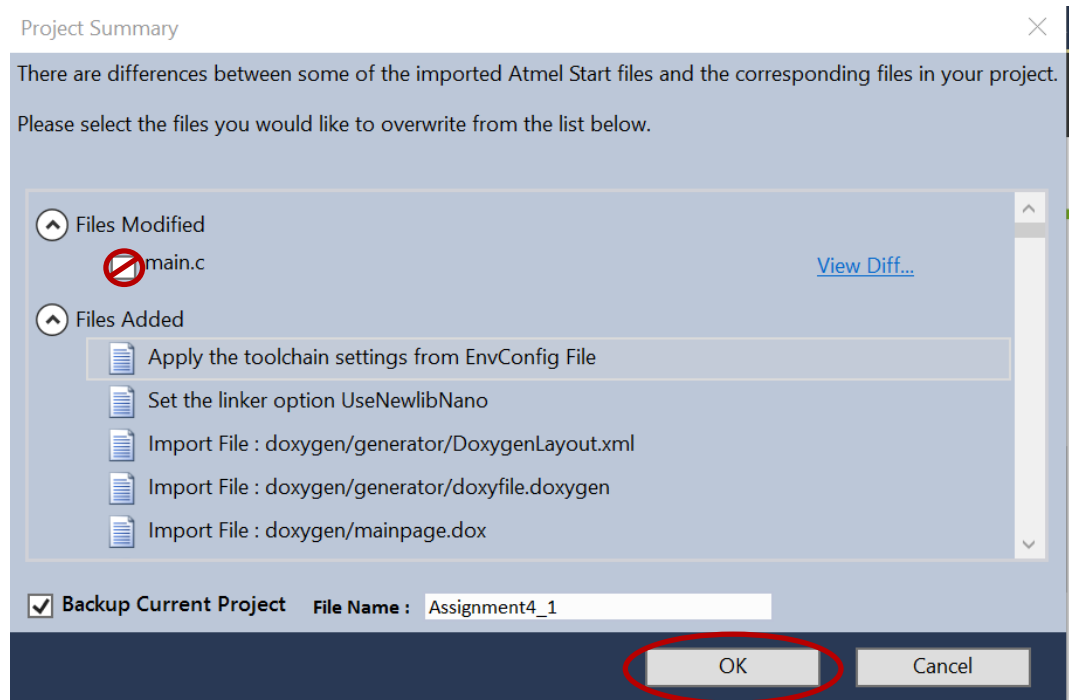 Project Summary
There are differences between some of the imported Atmel Start files and the corresponding files in your project.
Please select the files you would like to overwrite from the list below.
Files Modified
main.c View Diff...
Files Added
Apply the toolchain settings from EnvConfig File
Set the linker option UseNewlibNano
Import File : doxygen/generator/DoxygenLayout.xml
Import File : doxygen/generator/doxyfile.doxygen
Import File : doxygen/mainpage.dox
Backup Current Project File Name : Assignment4_1
OK Cancel